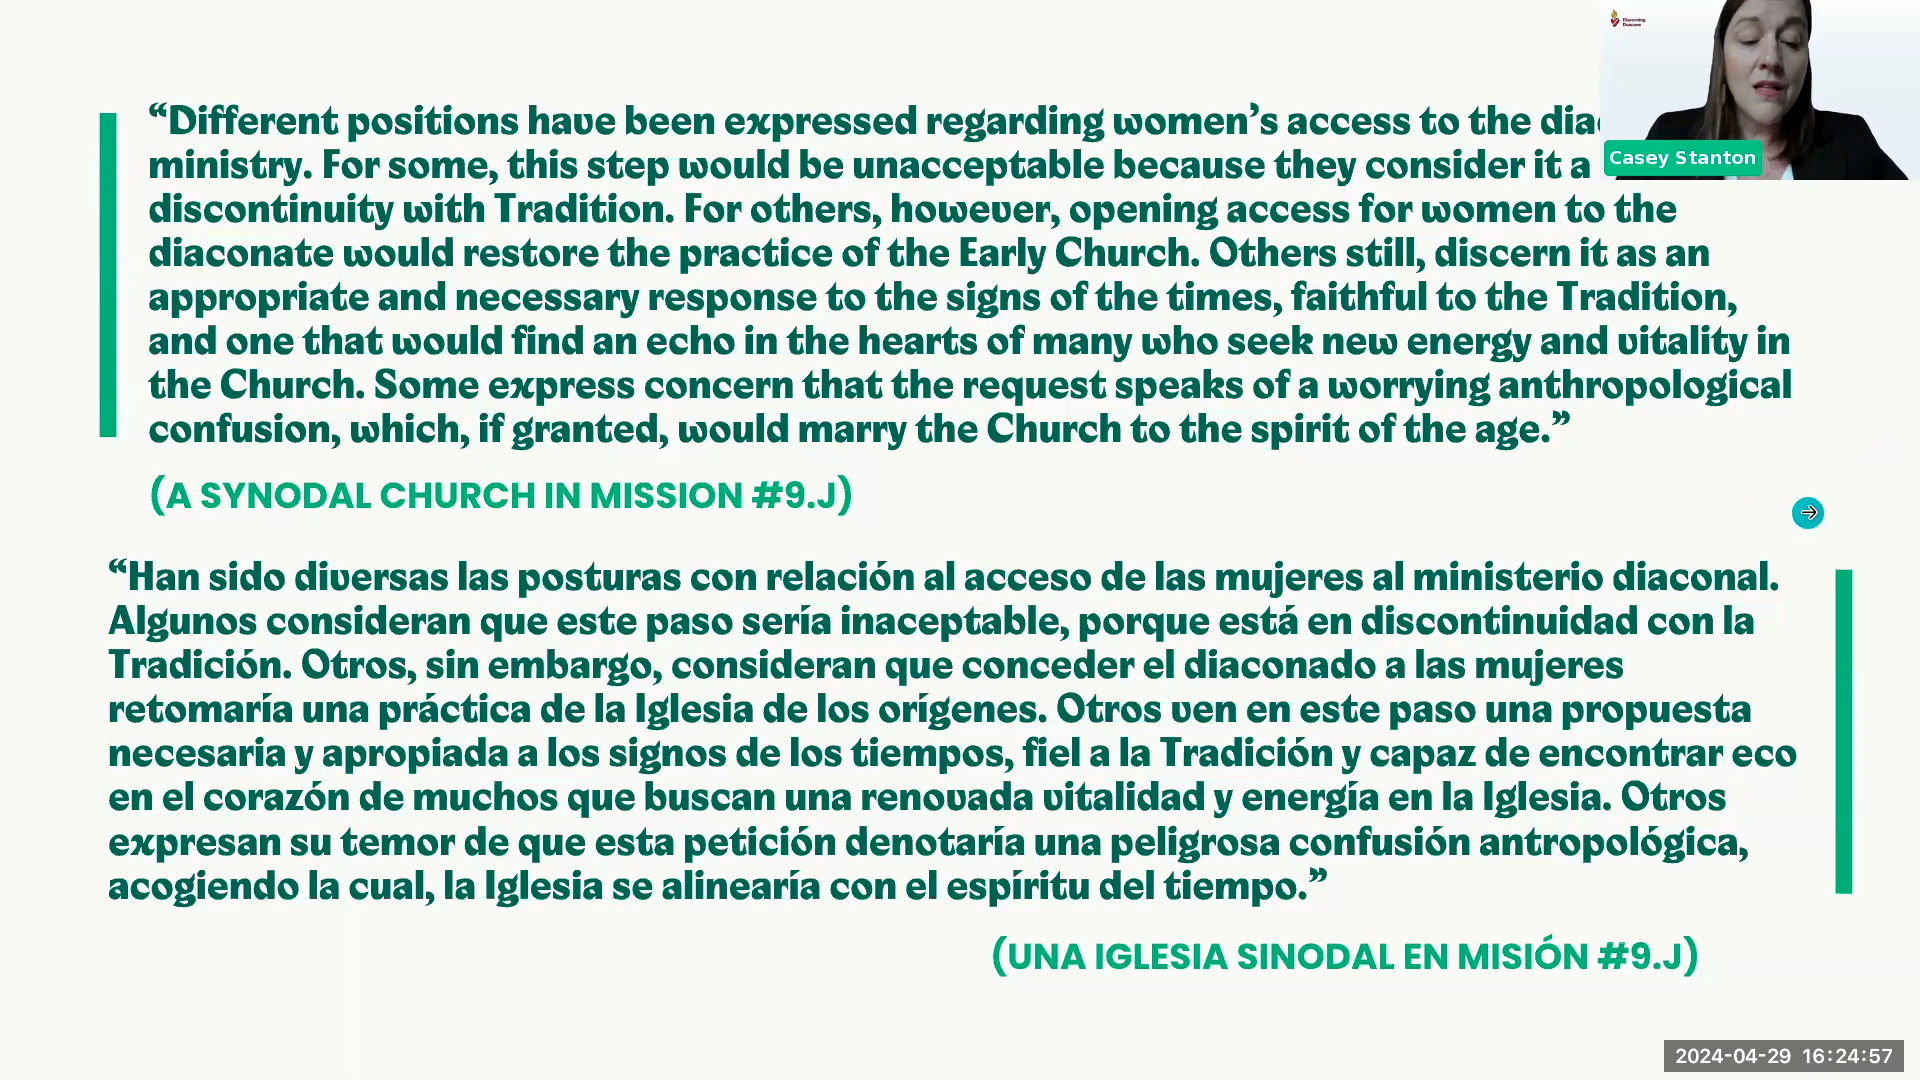 “Different positions have been expressed regarding women’s access to the
ministry. For some, this step would be unacceptable because they consider it a
discontinuity with Tradition. For others, however, opening access for women to the
diaconate would restore the practice of the Early Church. Others still, discern it as an
appropriate and necessary response to the signs of the times, faithful to the Tradition,
and one that would find an echo in the hearts of many who seek new energy and vitality in
the Church. Some express concern that the request speaks of a worrying anthropological
confusion, which, if granted, would marry the Church to the spirit of the age.”
(A SYNODAL CHURCH IN MISSION #9.J)
Discerning
Deacons
Casey Stanton
“Han sido diversas las posturas con relación al acceso de las mujeres al ministerio diaconal.
Algunos consideran que este paso sería inaceptable, porque está en discontinuidad con la
Tradición. Otros, sin embargo, consideran que conceder el diaconado a las mujeres
retomaría una práctica de la Iglesia de los orígenes. Otros ven en este paso una propuesta
necesaria y apropiada a los signos de los tiempos, fiel a la Tradición y capaz de encontrar eco
en el corazón de muchos que buscan una renovada vitalidad y energía en la Iglesia. Otros
expresan su temor de que esta petición denotaría una peligrosa confusión antropológica,
acogiendo la cual, la Iglesia se alinearía con el espíritu del tiempo.”
(UNA IGLESIA SINODAL EN MISIÓN #9.J)
2024-04-29 16:24:57